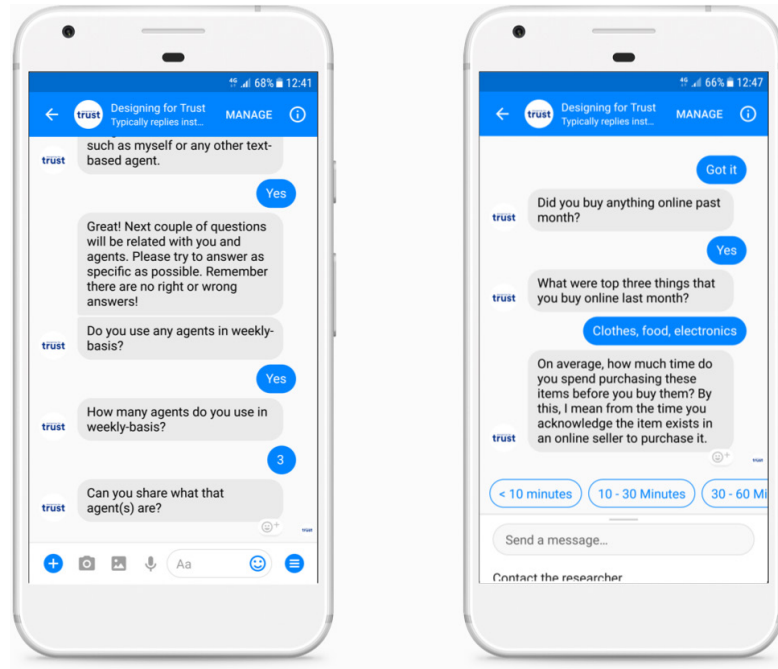 4G 68% 12:41
Designing for Trust
Typically replies inst...
MANAGE
trust
such as myself or any other text-
based agent.
trust
Yes
Great! Next couple of questions
will be related with you and
agents. Please try to answer as
specific as possible. Remember
there are no right or wrong
answers!
Do you use any agents in weekly-
basis?
trust
Yes
How many agents do you use in
weekly-basis?
trust
3
Can you share what that
agent(s) are?
trust
trust
Aa
4G 66% 12:47
Designing for Trust
Typically replies inst...
MANAGE
trust
Got it
Did you buy anything online past
month?
trust
Yes
What were top three things that
you buy online last month?
trust
Clothes, food, electronics
On average, how much time do
you spend purchasing these
items before you buy them? By
this, I mean from the time you
acknowledge the item exists in
an online seller to purchase it.
trust
trust
< 10 minutes
10 - 30 Minutes
30 - 60 Mi
Send a message...
Contact the researcher